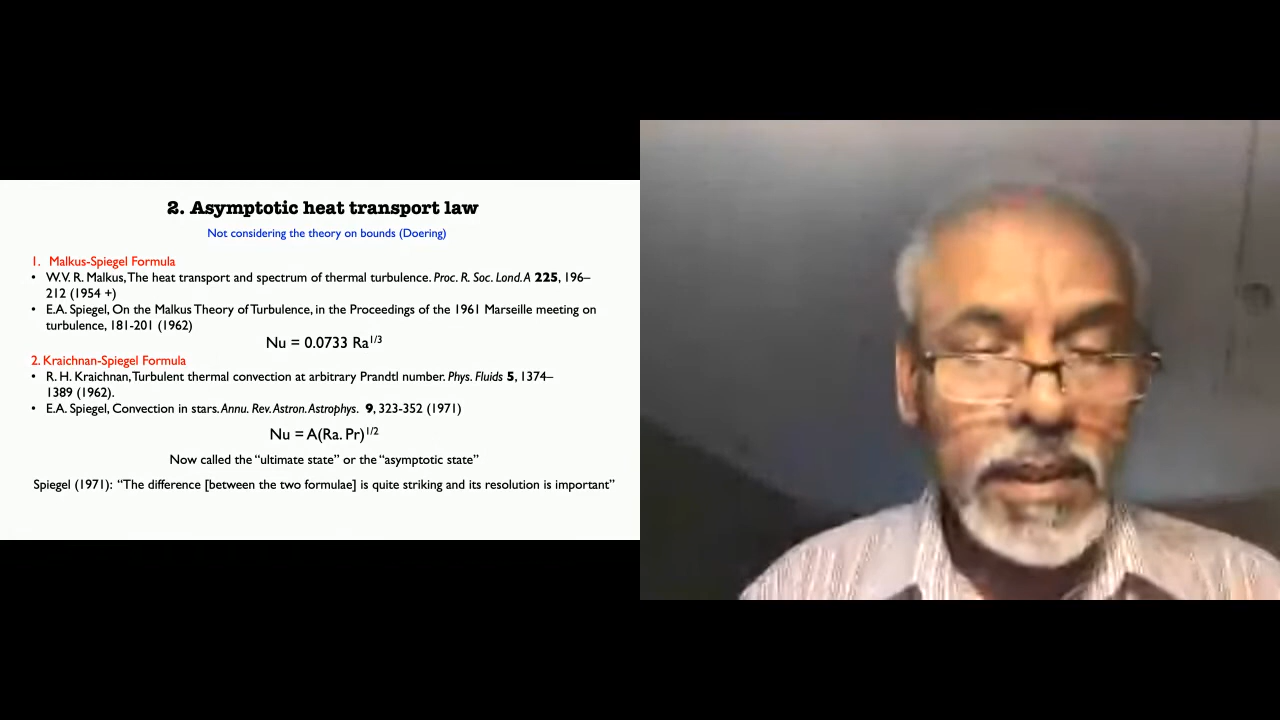 2. Asymptotic heat transport law
Not considering the theory on bounds (Doering)
1. Malkus-Spiegel Formula
• W.V. R. Malkus, The heat transport and spectrum of thermal turbulence. Proc. R. Soc. Lond. A 225, 196–
212 (1954 +)
• E.A. Spiegel, On the Malkus Theory of Turbulence, in the Proceedings of the 1961 Marseille meeting on
turbulence, 181-201 (1962)
Nu = 0.0733 Ra^1/3
2. Kraichnan-Spiegel Formula
• R. H. Kraichnan, Turbulent thermal convection at arbitrary Prandtl number. Phys. Fluids 5, 1374–
1389 (1962).
• E.A. Spiegel, Convection in stars. Annu. Rev. Astron. Astrophys. 9, 323-352 (1971)
Nu = A(Ra. Pr)^1/2
Now called the “ultimate state” or the “asymptotic state”
Spiegel (1971): “The difference [between the two formulae] is quite striking and its resolution is important”